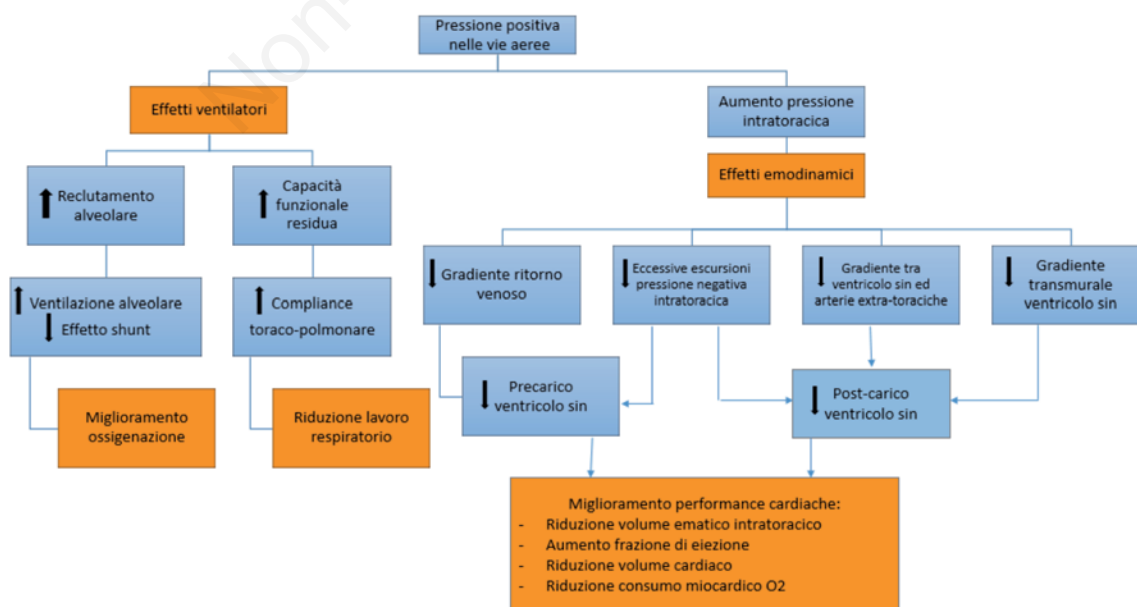 Non-
Pressione positiva
nelle vie aeree
Effetti ventilatori
Aumento pressione
intratoracica
Effetti emodinamici
Reclutamento
alveolare
Capacità
funzionale
residua
Gradiente ritorno
venoso
Eccessive escursioni
pressione negativa
intratoracica
Gradiente tra
ventricolo sin ed
arterie extra-toraciche
Gradiente
transmurale
ventricolo sin
Ventilazione alveolare
Effetto shunt
Compliance
toraco-polmonare
Precarico
ventricolo sin
Post-carico
ventricolo sin
Miglioramento
ossigenazione
Riduzione lavoro
respiratorio
Miglioramento performance cardiache:
- Riduzione volume ematico intratoracico
- Aumento frazione di eiezione
- Riduzione volume cardiaco
- Riduzione consumo miocardico O2